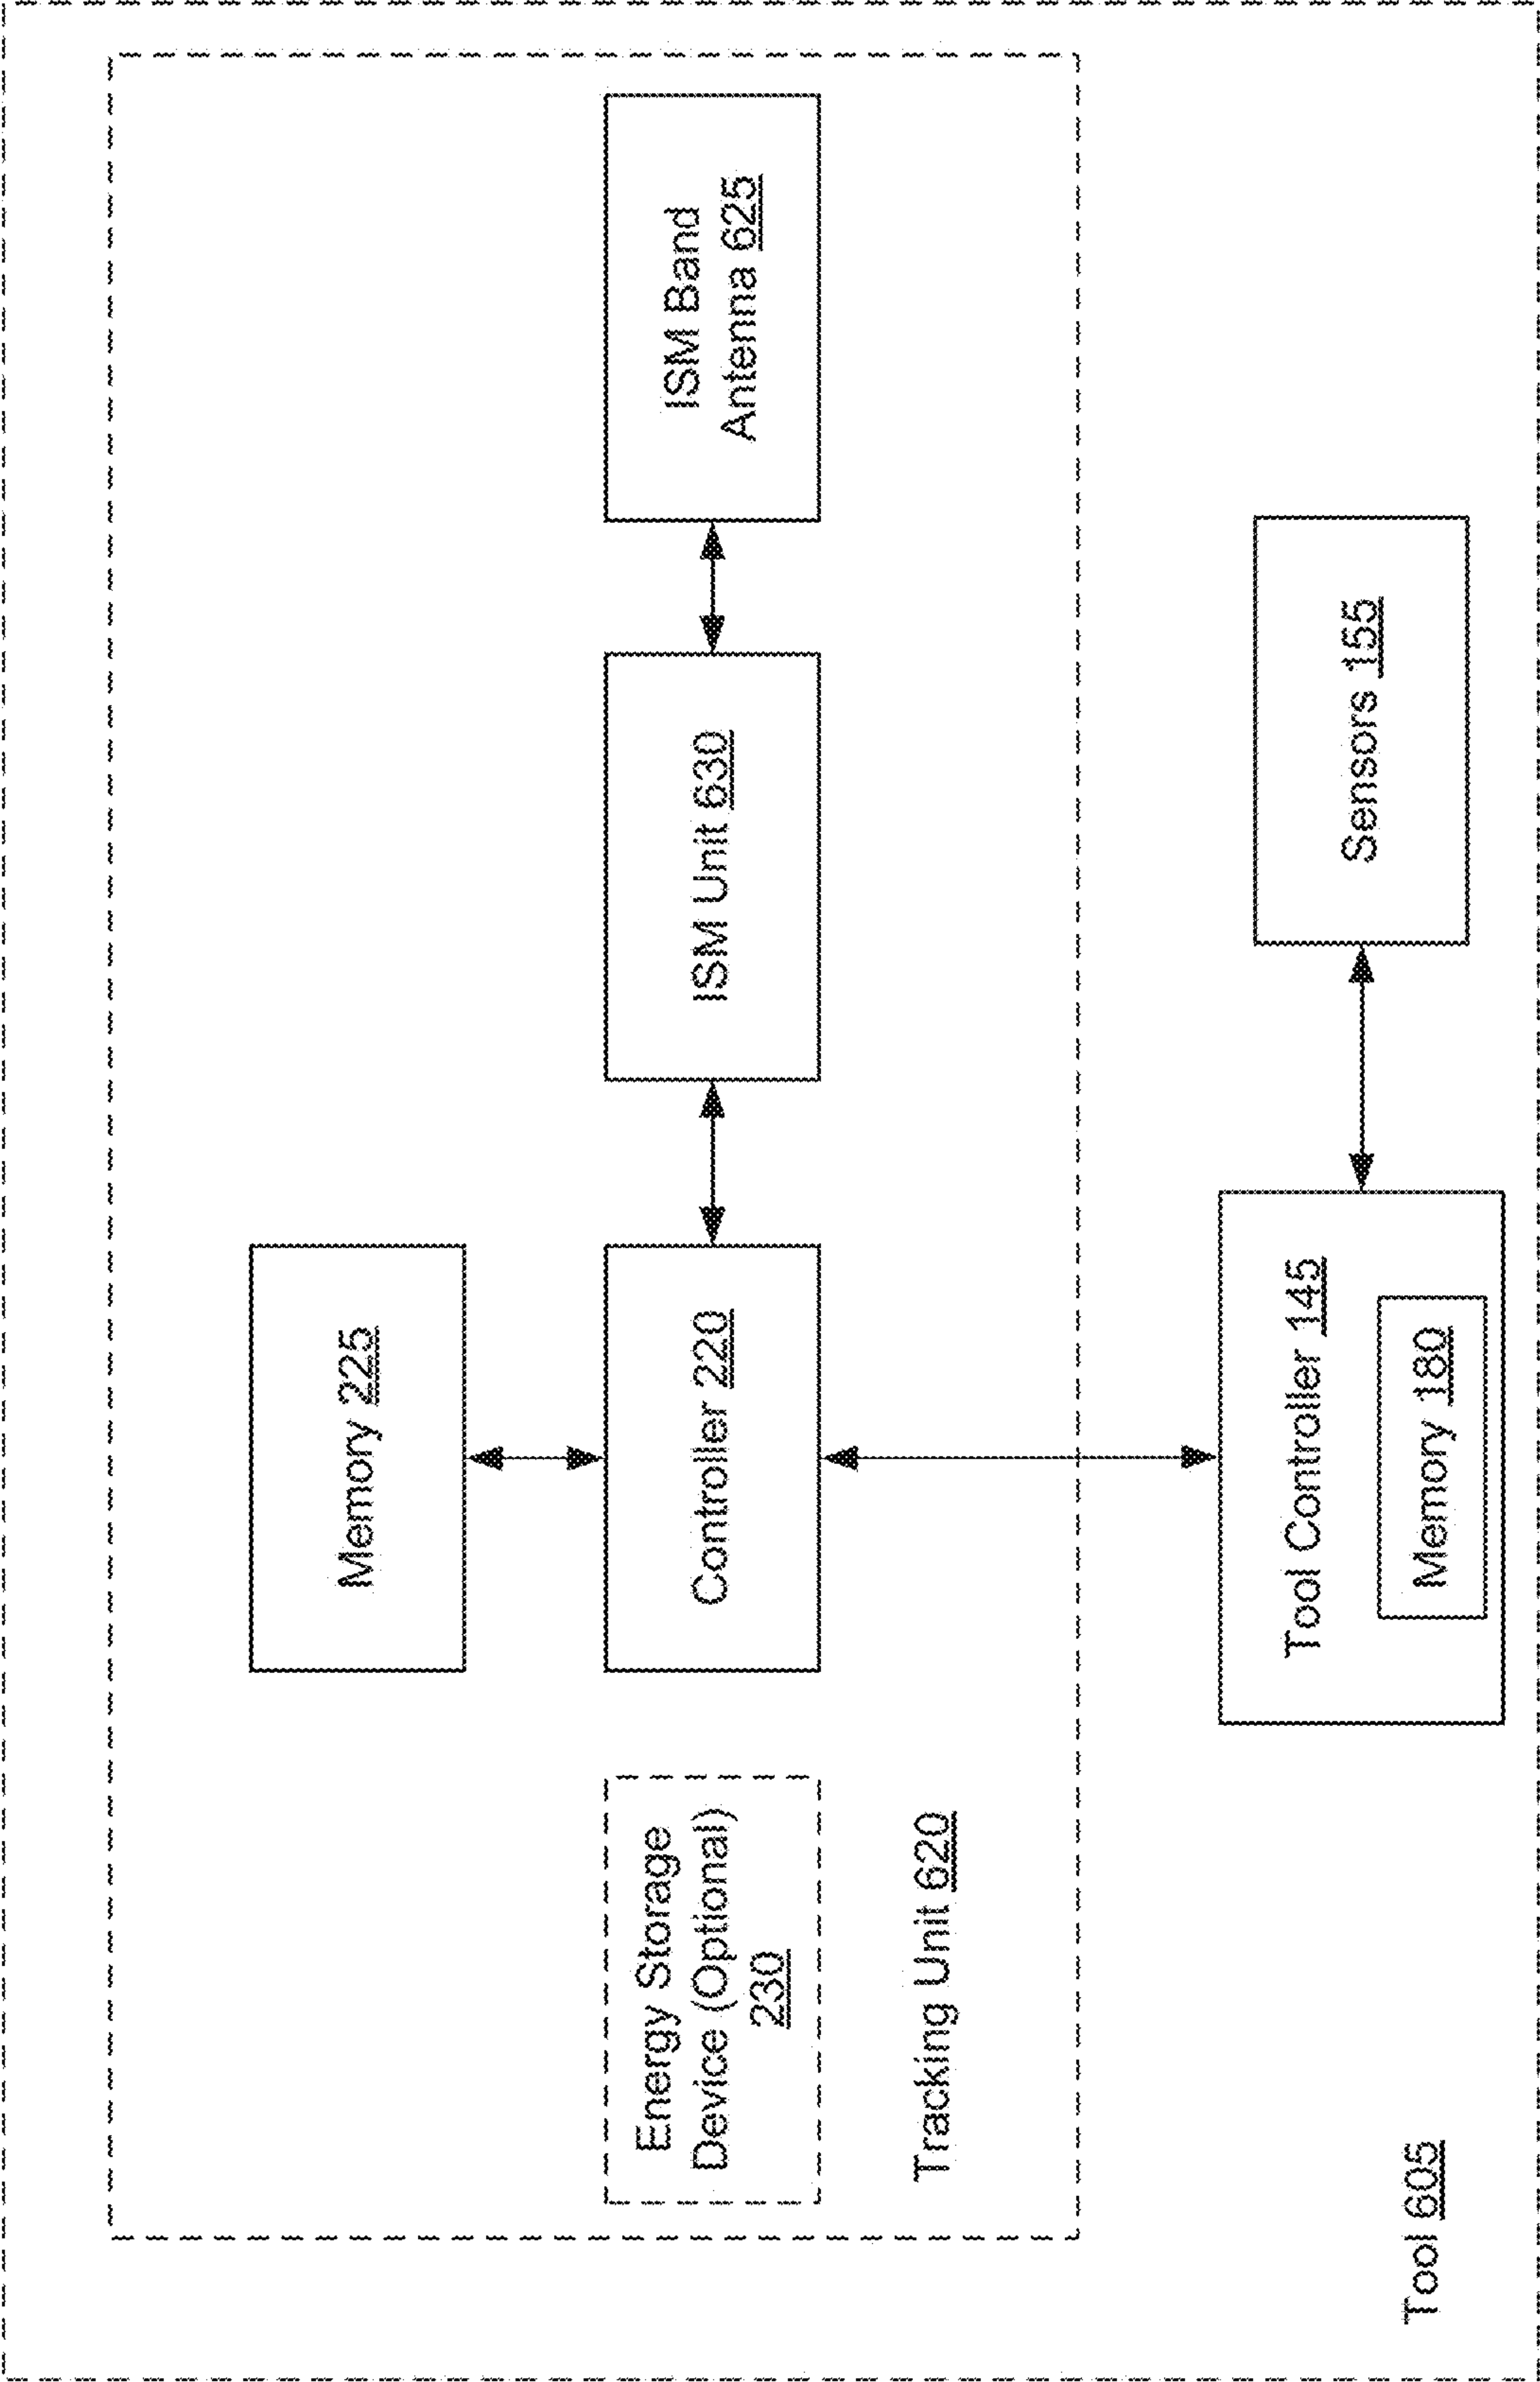 Memory 225
Energy Storage
Device (Optional)
230
Controller 220
ISM Unit 630
ISM Band
Antenna 625
Tracking Unit 620
Tool Controller 145
Memory 180
Sensors 155
Tool 605